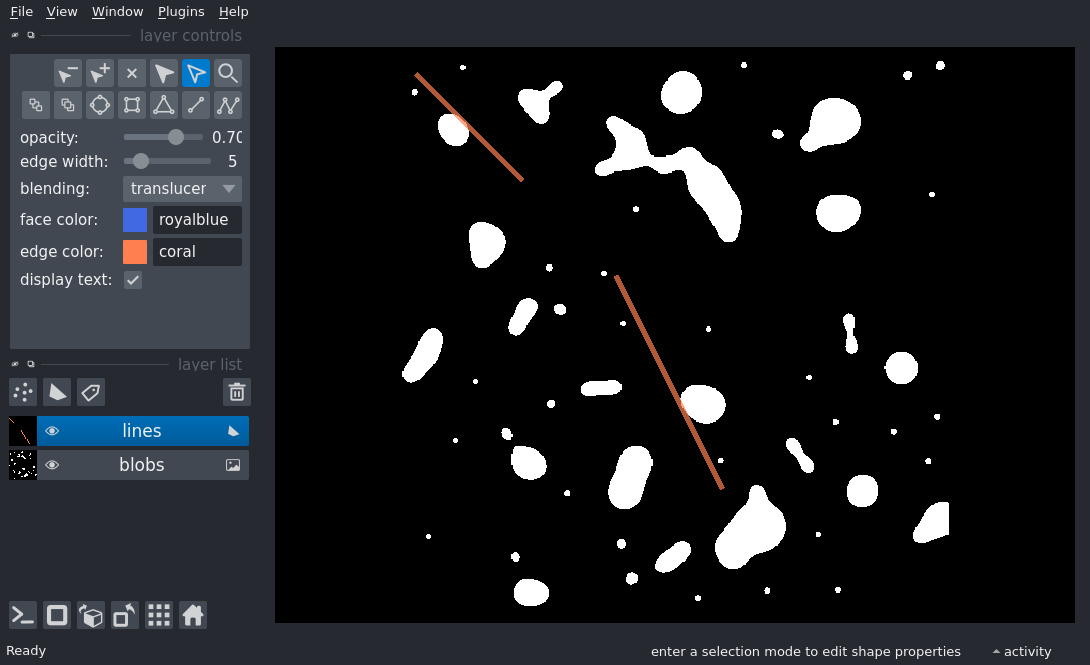 File View Window Plugins Help
layer controls
opacity: 0.70
edge width: 5
blending: translucer
face color: royalblue
edge color: coral
display text:
layer list
lines
blobs
Ready
enter a selection mode to edit shape properties
activity